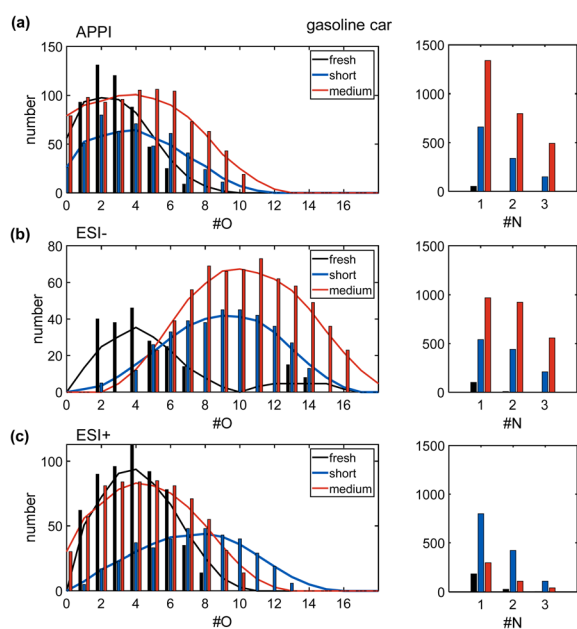 (a) APPI gasoline car
150
100
50
0
number
fresh
short
medium
0 2 4 6 8 10 12 14 16
#O
1500
1000
500
0
1 2 3
#N
(b) ESI-
80
60
40
20
0
number
fresh
short
medium
0 2 4 6 8 10 12 14 16
#O
1500
1000
500
0
1 2 3
#N
(c) ESI+
100
50
0
number
fresh
short
medium
0 2 4 6 8 10 12 14 16
#O
1500
1000
500
0
1 2 3
#N